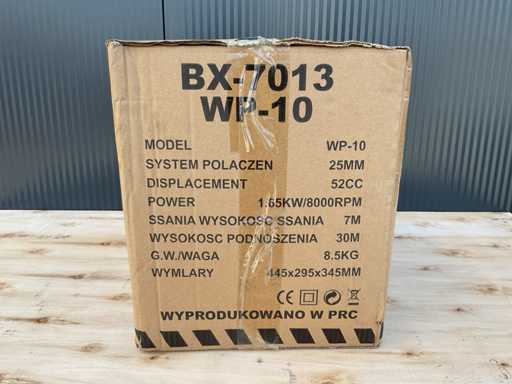 BX-7013
WP-10
MODEL WP-10
SYSTEM POLACZEN 25MM
DISPLACEMENT 52CC
POWER 1.65KW/8000RPM
SSANIA WYSOKOSC SSANIA 7M
WYSOKOSC PODNOSZENIA 30M
G.W./WAGA 8.5KG
WYMLARY 445x295x345MM
CE
WYPRODUKOWANO W PRC